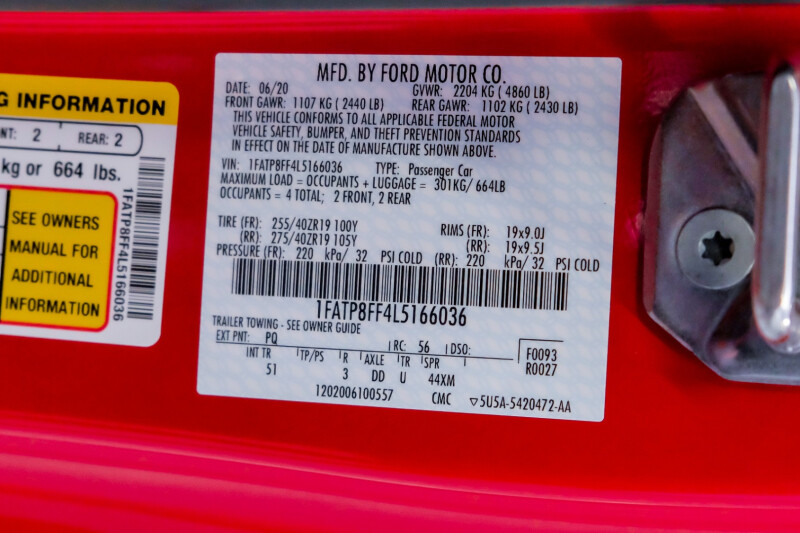 G INFORMATION
NT: 2 REAR: 2
kg or 664 lbs.
SEE OWNERS
MANUAL FOR
ADDITIONAL
INFORMATION
1FATP8FF4L5166036
MFD. BY FORD MOTOR CO.
DATE: 06/20 GVWR: 2204 KG ( 4860 LB)
FRONT GAWR: 1107 KG ( 2440 LB) REAR GAWR: 1102 KG ( 2430 LB)
THIS VEHICLE CONFORMS TO ALL APPLICABLE FEDERAL MOTOR
VEHICLE SAFETY, BUMPER, AND THEFT PREVENTION STANDARDS
IN EFFECT ON THE DATE OF MANUFACTURE SHOWN ABOVE.
VIN: 1FATP8FF4L5166036 TYPE: Passenger Car
MAXIMUM LOAD = OCCUPANTS + LUGGAGE = 301KG/ 664LB
OCCUPANTS = 4 TOTAL; 2 FRONT, 2 REAR
TIRE (FR): 255/40ZR19 100Y RIMS (FR): 19x9.0J
(RR): 275/40ZR19 105Y (RR): 19x9.5J
PRESSURE (FR): 220 kPa/ 32 PSI COLD (RR): 220 kPa/ 32 PSI COLD
1FATP8FF4L5166036
TRAILER TOWING - SEE OWNER GUIDE
EXT PNT: PQ RC: 56 DSO: F0093
INT TR TP/PS R AXLE TR SPR R0027
51 3 DD U 44XM
1202006100557 CMC ▽5U5A-5420472-AA